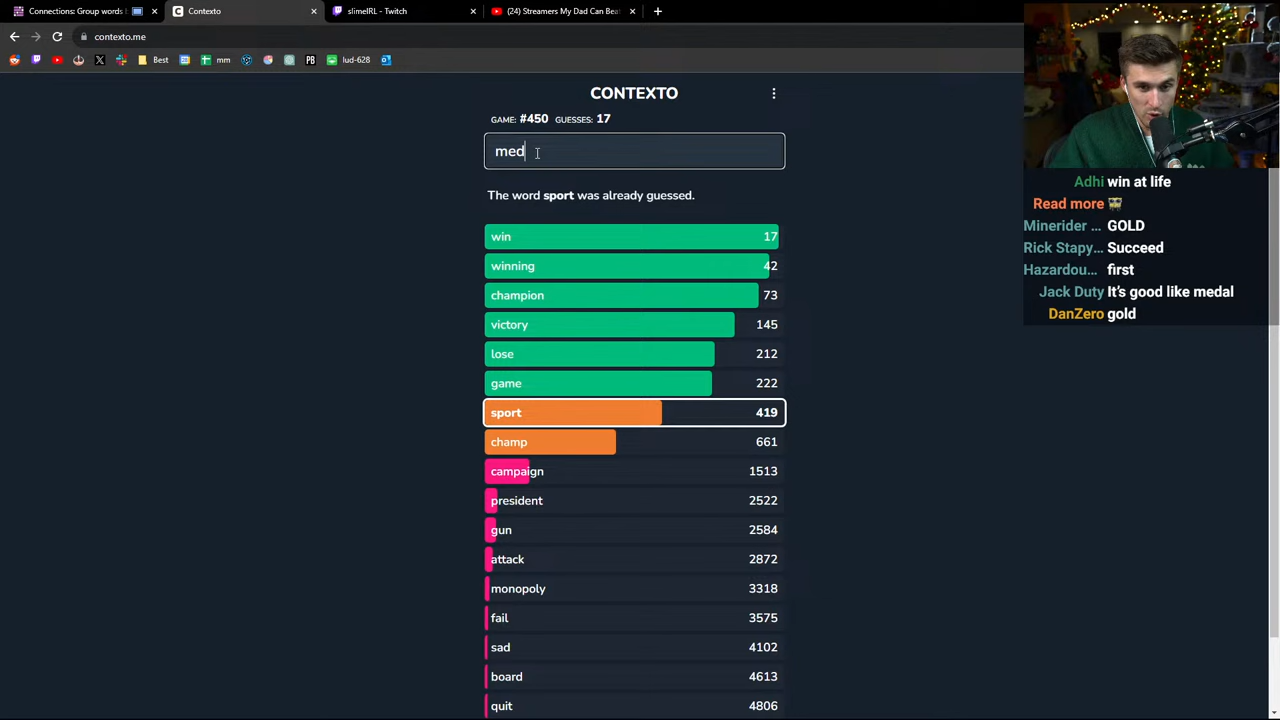 Connections: Group words
Contexto
slimeIRL - Twitch
(24) Streamers My Dad Can Bea
contexto.me
Best
mm
PB
lud-628
CONTEXTO
GAME: #450 GUESSES: 17
med
The word sport was already guessed.
win 17
winning 42
champion 73
victory 145
lose 212
game 222
sport 419
champ 661
campaign 1513
president 2522
gun 2584
attack 2872
monopoly 3318
fail 3575
sad 4102
board 4613
quit 4806
Adhi win at life
Read more
Minerider ... GOLD
Rick Stapy... Succeed
Hazardou... first
Jack Duty It's good like medal
DanZero gold